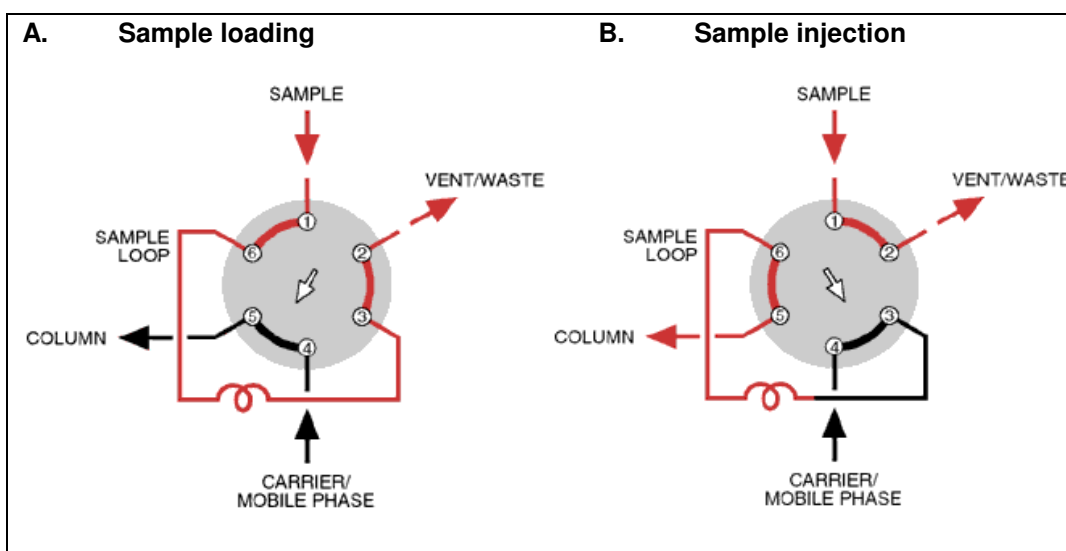 A. Sample loading
SAMPLE
VENT/WASTE
1
2
3
4
5
6
SAMPLE
LOOP
COLUMN
CARRIER/
MOBILE PHASE
B. Sample injection
SAMPLE
VENT/WASTE
1
2
3
4
5
6
SAMPLE
LOOP
COLUMN
CARRIER/
MOBILE PHASE